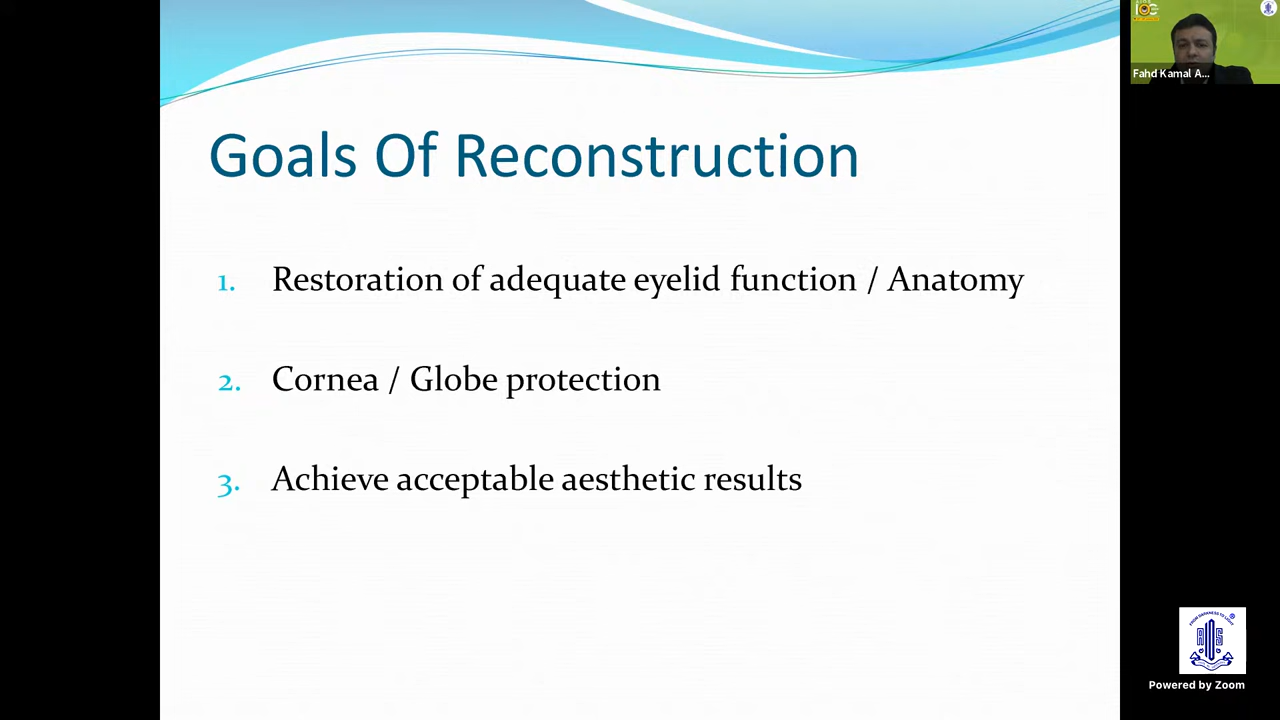 Goals Of Reconstruction
1. Restoration of adequate eyelid function / Anatomy
2. Cornea / Globe protection
3. Achieve acceptable aesthetic results
Fahd Kamal A...
Powered by Zoom